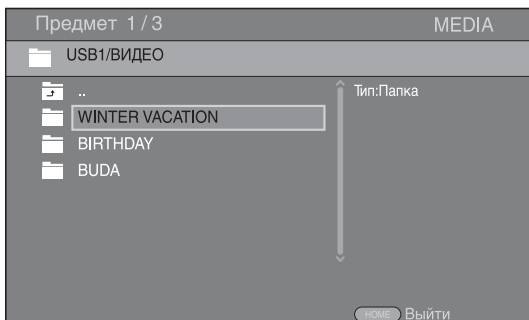 Предмет 1/3 MEDIA
USB1/ВИДЕО
..
Тип:Папка
WINTER VACATION
BIRTHDAY
BUDA
HOME Выйти